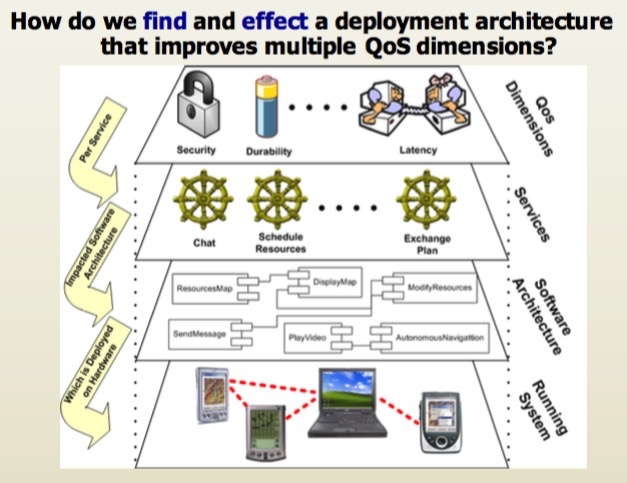 How do we find and effect a deployment architecture
that improves multiple QoS dimensions?
Per Service
Security
Durability
Latency
Qos
Dimensions
Impacted Software
Architecture
Chat
Schedule
Resources
Exchange
Plan
Services
Which is Deployed
on Hardware
ResourcesMap
DisplayMap
ModifyResources
SendMessage
PlayVideo
AutonomousNavigattion
Software
Architecture
Running
System